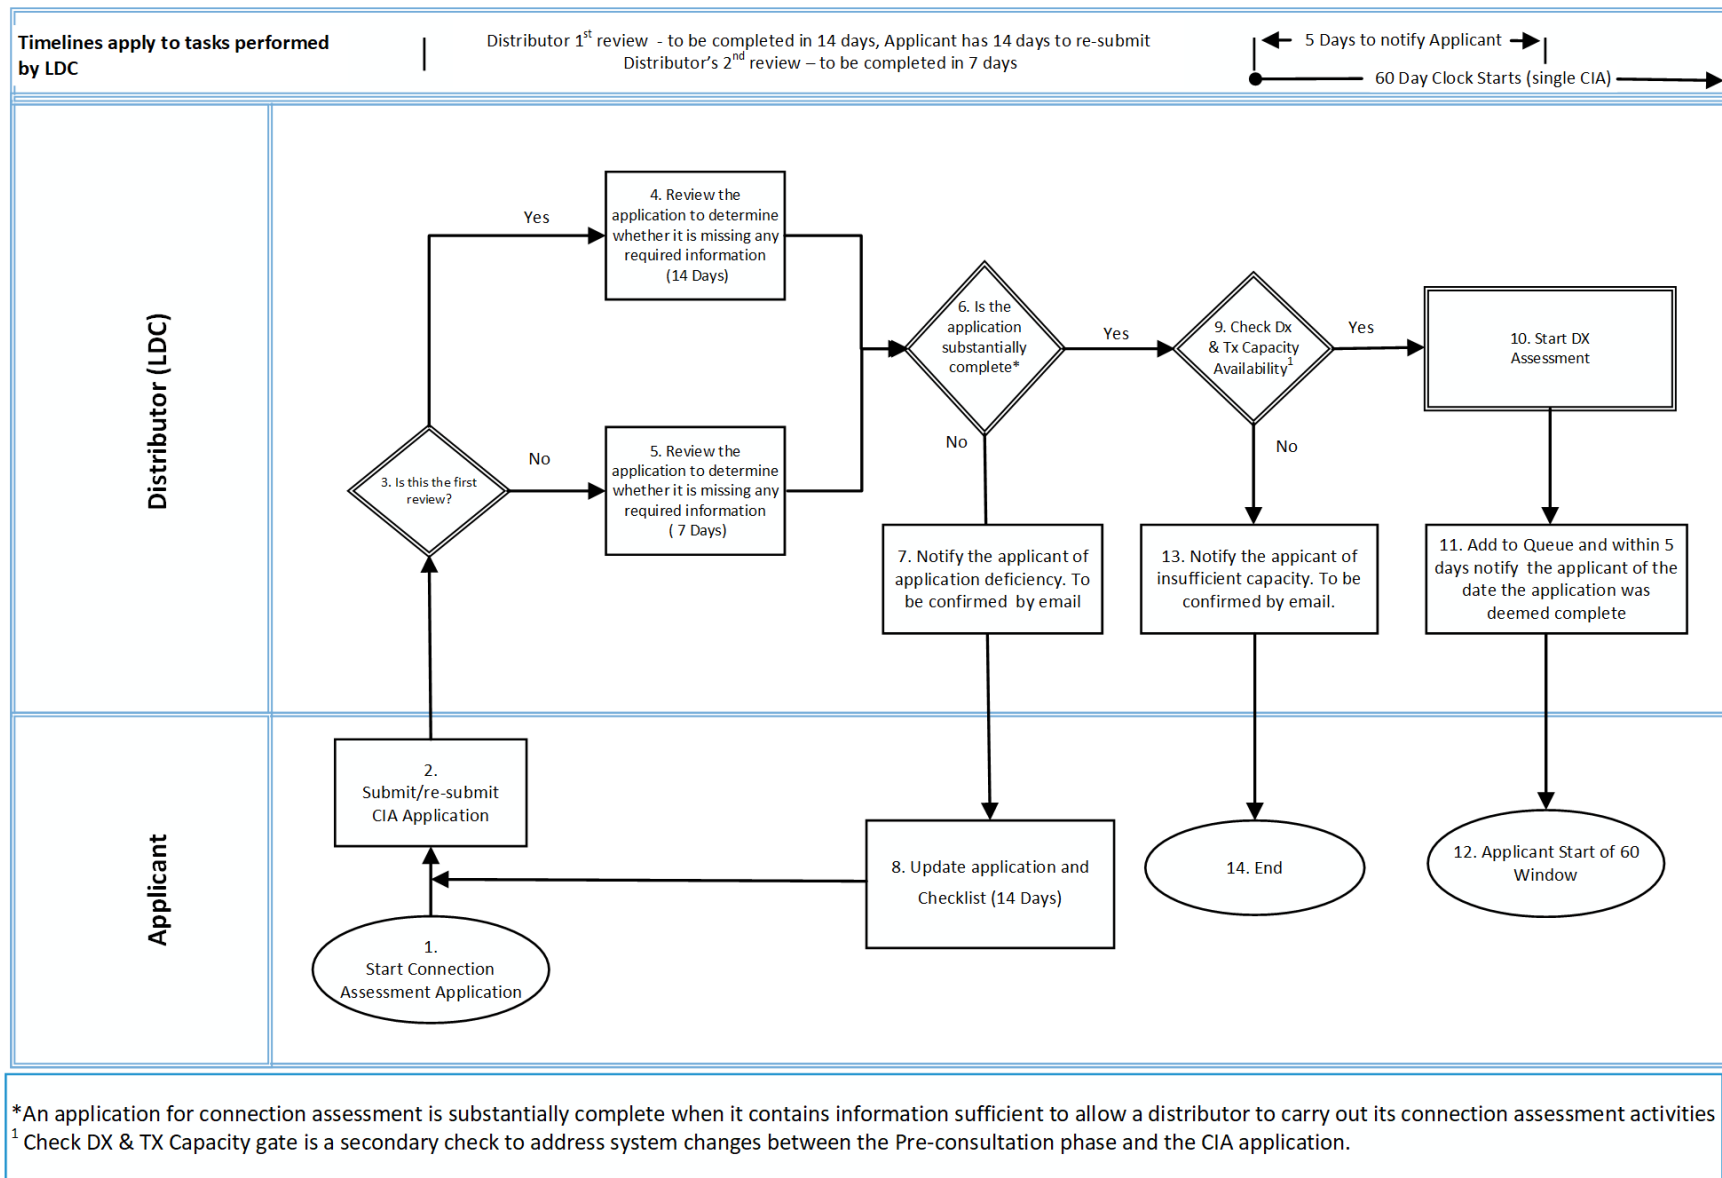 Timelines apply to tasks performed
by LDC
Distributor 1st review - to be completed in 14 days, Applicant has 14 days to re-submit
Distributor's 2nd review – to be completed in 7 days
5 Days to notify Applicant
60 Day Clock Starts (single CIA)
Distributor (LDC)
4. Review the
application to determine
whether it is missing any
required information
(14 Days)
Yes
3. Is this the first
review?
No
5. Review the
application to determine
whether it is missing any
required information
( 7 Days)
6. Is the
application
substantially
complete*
Yes
No
9. Check Dx
& Tx Capacity
Availability1
Yes
No
10. Start DX
Assessment
7. Notify the applicant of
application deficiency. To
be confirmed by email
13. Notify the appicant of
insufficient capacity. To be
confirmed by email.
11. Add to Queue and within 5
days notify the applicant of the
date the application was
deemed complete
Applicant
2.
Submit/re-submit
CIA Application
8. Update application and
Checklist (14 Days)
14. End
12. Applicant Start of 60
Window
1.
Start Connection
Assessment Application
*An application for connection assessment is substantially complete when it contains information sufficient to allow a distributor to carry out its connection assessment activities
1 Check DX & TX Capacity gate is a secondary check to address system changes between the Pre-consultation phase and the CIA application.